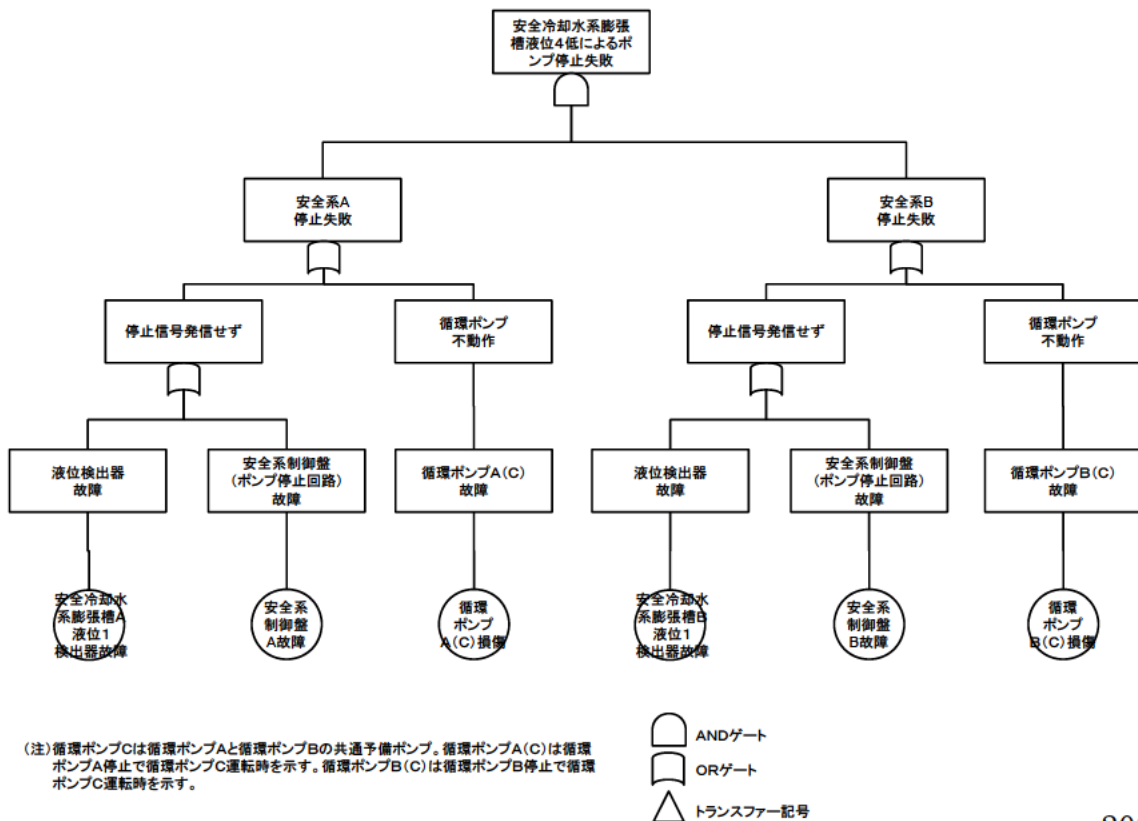 安全冷却水系膨張
槽液位4低によるポ
ンプ停止失敗
安全系A
停止失敗
安全系B
停止失敗
停止信号発信せず
循環ポンプ
不動作
停止信号発信せず
循環ポンプ
不動作
液位検出器
故障
安全系制御盤
(ポンプ停止回路)
故障
循環ポンプA(C)
故障
液位検出器
故障
安全系制御盤
(ポンプ停止回路)
故障
循環ポンプB(C)
故障
安全冷却水
系膨張槽A
液位1
検出器故障
安全系
制御盤
A故障
循環
ポンプ
A(C)損傷
安全冷却水
系膨張槽B
液位1
検出器故障
安全系
制御盤
B故障
循環
ポンプ
B(C)損傷
(注)循環ポンプCは循環ポンプAと循環ポンプBの共通予備ポンプ。循環ポンプA(C)は循環
ポンプA停止で循環ポンプC運転時を示す。循環ポンプB(C)は循環ポンプB停止で循環
ポンプC運転時を示す。
ANDゲート
ORゲート
トランスファー記号